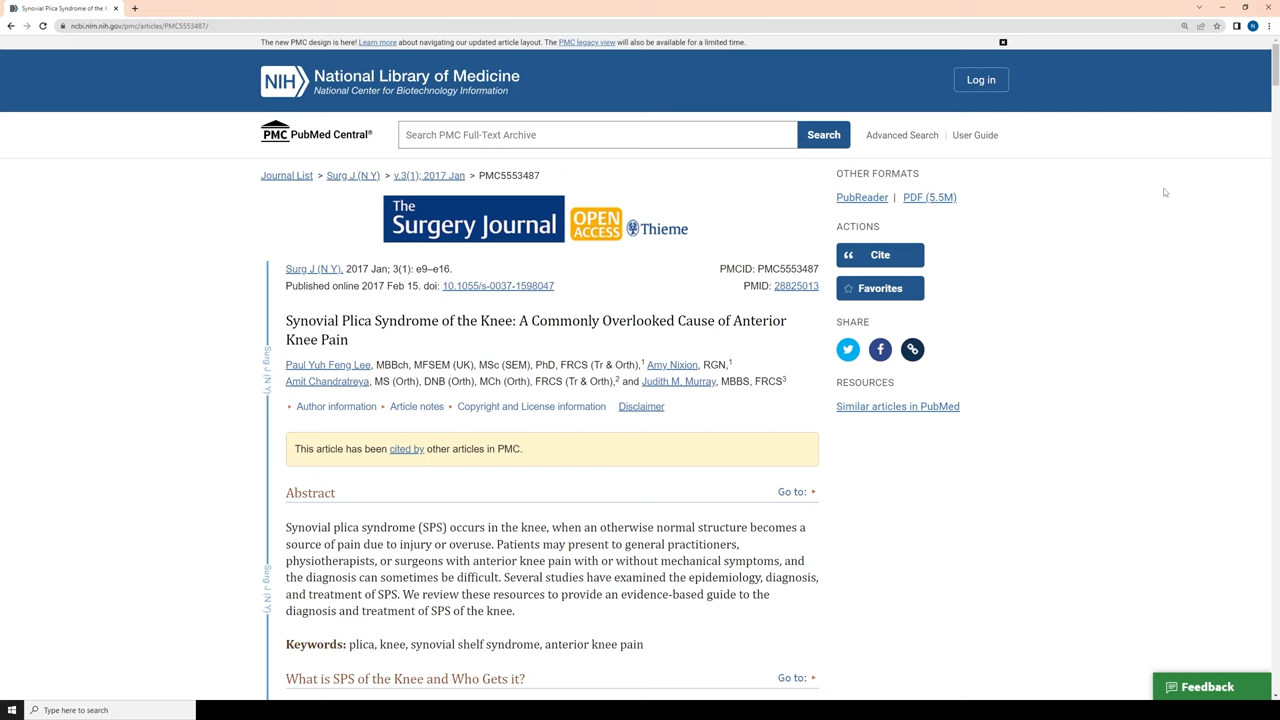 Synovial Plica Syndrome of the K
ncbi.nlm.nih.gov/pmc/articles/PMC5553487/
N
The new PMC design is here! Learn more about navigating our updated article layout. The PMC legacy view will also be available for a limited time.
NIH National Library of Medicine
National Center for Biotechnology Information
Log in
PMC PubMed Central®
Search PMC Full-Text Archive
Search
Advanced Search
User Guide
Journal List > Surg J (N Y) > v.3(1); 2017 Jan > PMC5553487
The
Surgery Journal
OPEN
ACCESS
Thieme
Surg J (N Y). 2017 Jan; 3(1): e9–e16.
PMCID: PMC5553487
Published online 2017 Feb 15. doi: 10.1055/s-0037-1598047
PMID: 28825013
Synovial Plica Syndrome of the Knee: A Commonly Overlooked Cause of Anterior
Knee Pain
Paul Yuh Feng Lee, MBBch, MFSEM (UK), MSc (SEM), PhD, FRCS (Tr & Orth),1 Amy Nixion, RGN,1
Amit Chandratreya, MS (Orth), DNB (Orth), MCh (Orth), FRCS (Tr & Orth),2 and Judith M. Murray, MBBS, FRCS3
Author information
Article notes
Copyright and License information
Disclaimer
This article has been cited by other articles in PMC.
Abstract
Go to:
Synovial plica syndrome (SPS) occurs in the knee, when an otherwise normal structure becomes a
source of pain due to injury or overuse. Patients may present to general practitioners,
physiotherapists, or surgeons with anterior knee pain with or without mechanical symptoms, and
the diagnosis can sometimes be difficult. Several studies have examined the epidemiology, diagnosis,
and treatment of SPS. We review these resources to provide an evidence-based guide to the
diagnosis and treatment of SPS of the knee.
Keywords: plica, knee, synovial shelf syndrome, anterior knee pain
What is SPS of the Knee and Who Gets it?
Go to:
Surg J (N Y)
Surg J (N Y)
OTHER FORMATS
PubReader | PDF (5.5M)
ACTIONS
Cite
Favorites
SHARE
RESOURCES
Similar articles in PubMed
Feedback
Type here to search